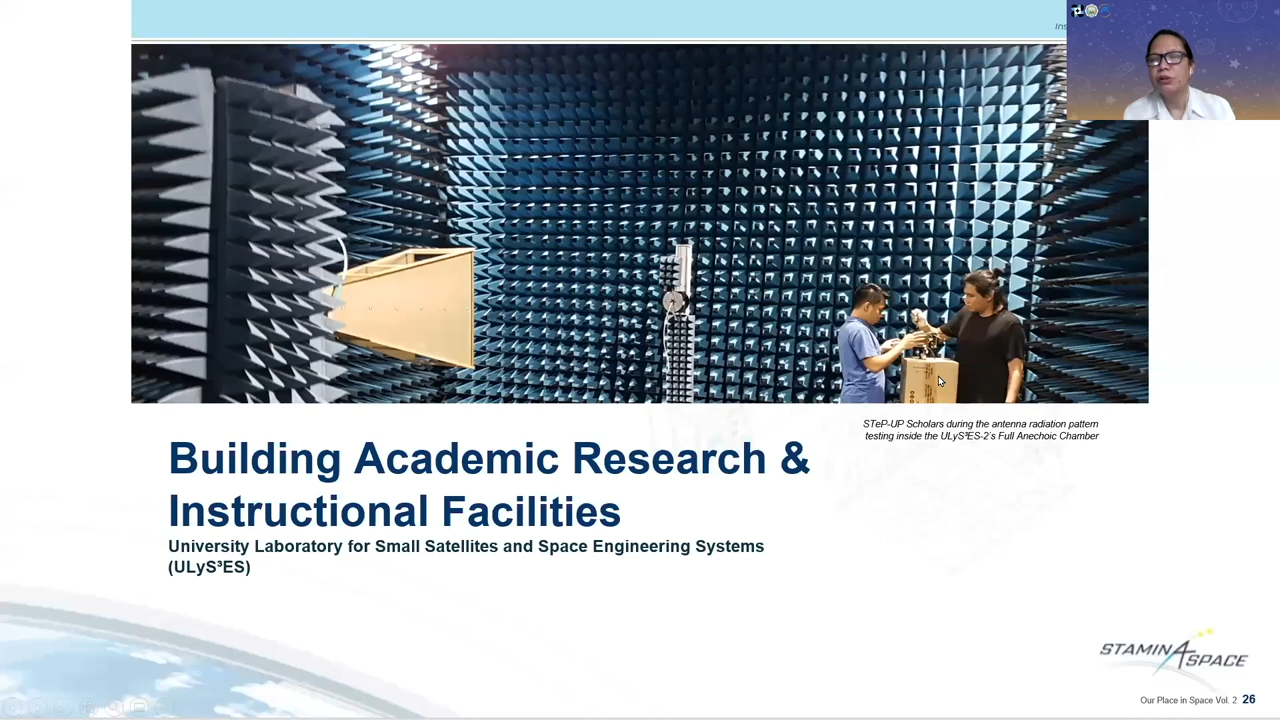 Ins
STeP-UP Scholars during the antenna radiation pattern
testing inside the ULyS³ES-2's Full Anechoic Chamber
Building Academic Research &
Instructional Facilities
University Laboratory for Small Satellites and Space Engineering Systems
(ULyS³ES)
STAMINA4SPACE
Our Place in Space Vol. 2 26